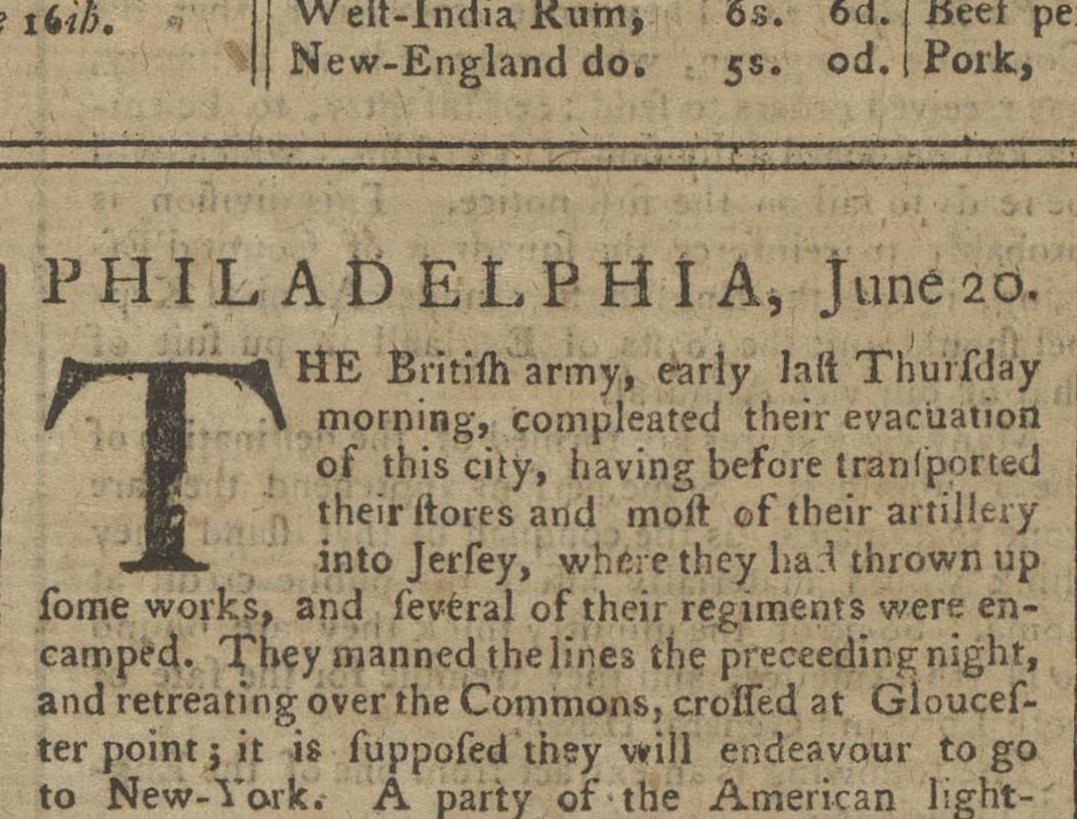 16th.
West-India Rum, 6s. 6d. Beef
New-England do. 5s. 0d. Pork,
PHILADELPHIA, June 20.
THE Britiſh army, early laſt Thurſday
morning, compleated their evacuation
of this city, having before tranſported
their ſtores and moſt of their artillery
into Jerſey, where they had thrown up
ſome works, and ſeveral of their regiments were en-
camped. They manned the lines the preceeding night,
and retreating over the Commons, croſſed at Glouceſ-
ter point; it is ſuppoſed they will endeavour to go
to New-York. A party of the American light-